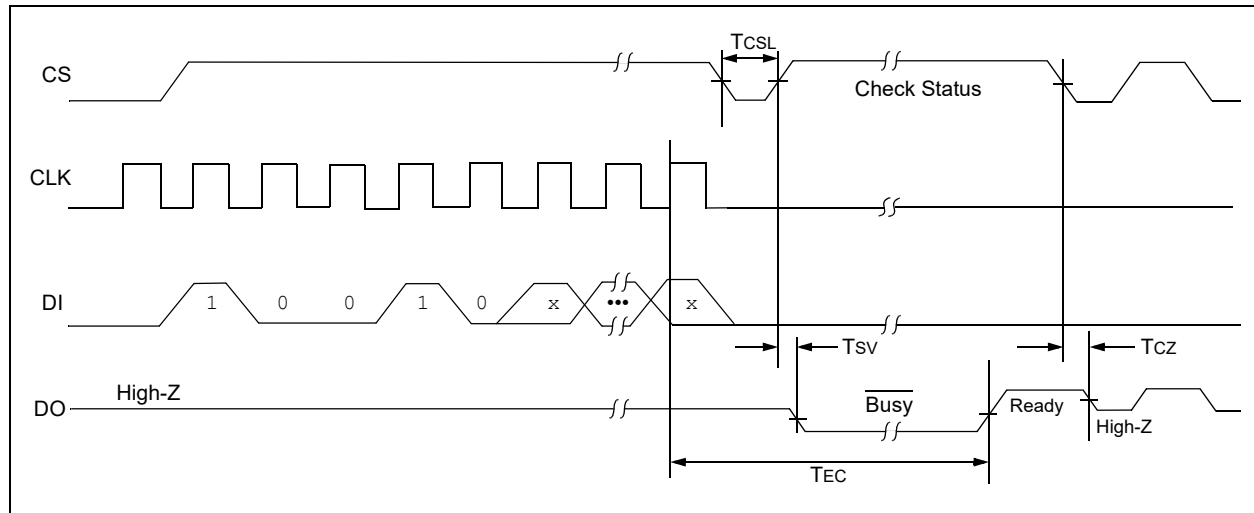 TCSL
CS
Check Status
CLK
DI
1 0 0 1 0 x ••• x
TSV
TCZ
High-Z
DO
Busy
Ready
High-Z
TEC